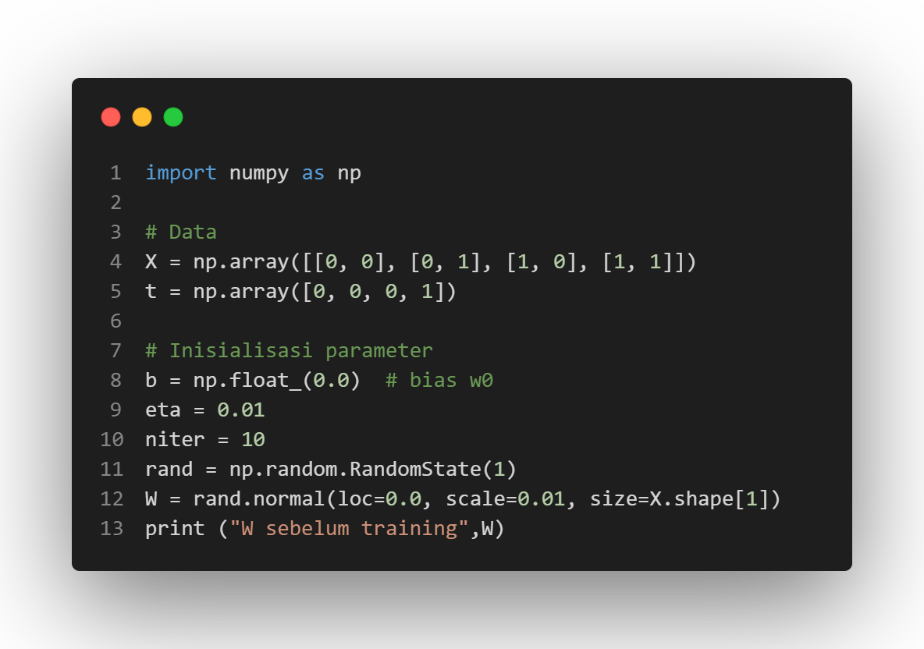 1 import numpy as np
2
3 # Data
4 X = np.array([[0, 0], [0, 1], [1, 0], [1, 1]])
5 t = np.array([0, 0, 0, 1])
6
7 # Inisialisasi parameter
8 b = np.float_(0.0)  # bias w0
9 eta = 0.01
10 niter = 10
11 rand = np.random.RandomState(1)
12 W = rand.normal(loc=0.0, scale=0.01, size=X.shape[1])
13 print ("W sebelum training",W)